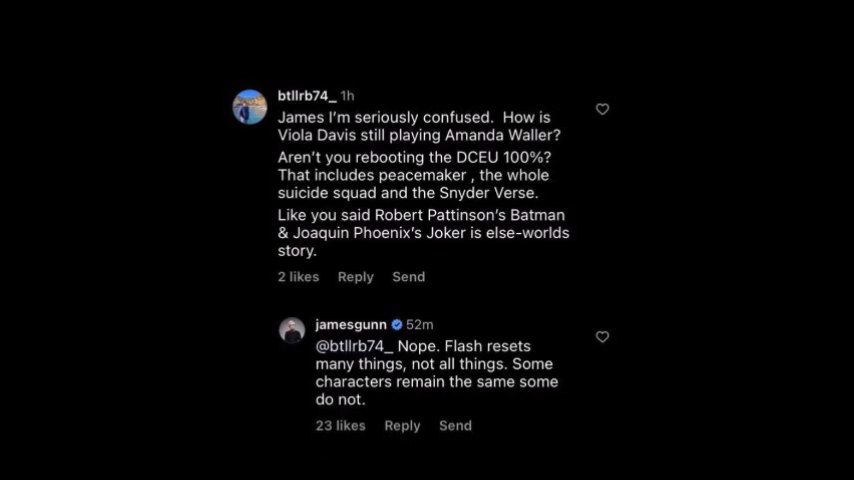 btllrb74_ 1h
James I'm seriously confused.  How is
Viola Davis still playing Amanda Waller?
Aren't you rebooting the DCEU 100%?
That includes peacemaker , the whole
suicide squad and the Snyder Verse.
Like you said Robert Pattinson's Batman
& Joaquin Phoenix's Joker is else-worlds
story.
2 likes Reply Send
jamesgunn 52m
@btllrb74_ Nope. Flash resets
many things, not all things. Some
characters remain the same some
do not.
23 likes Reply Send